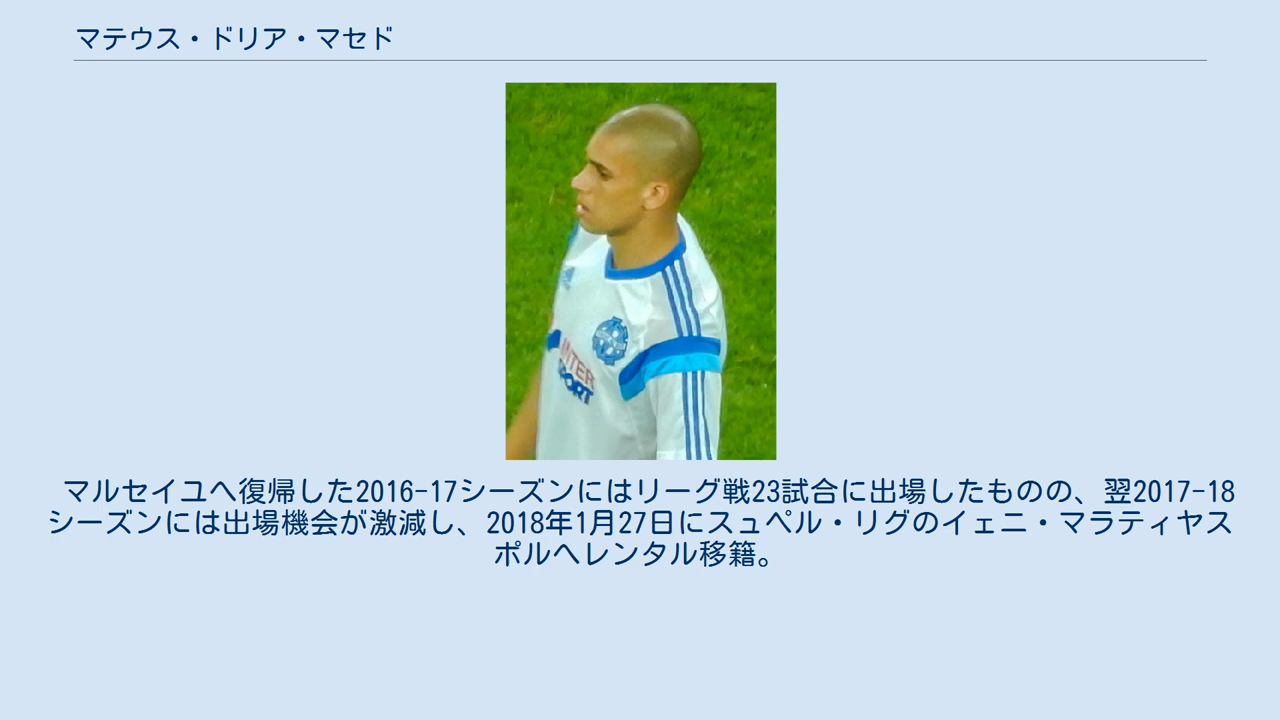 マテウス・ドリア・マセド
INTER
SPORT
マルセイユへ復帰した2016-17シーズンにはリーグ戦23試合に出場したものの、翌2017-18
シーズンには出場機会が激減し、2018年1月27日にスュペル・リグのイェニ・マラティヤス
ポルへレンタル移籍。